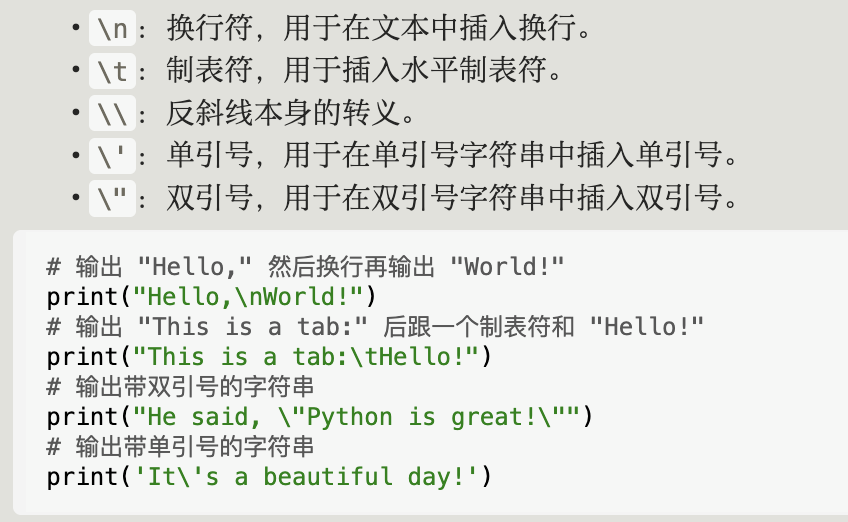 • \n：换行符，用于在文本中插入换行。
• \t：制表符，用于插入水平制表符。
• \\：反斜线本身的转义。
• \'：单引号，用于在单引号字符串中插入单引号。
• \"：双引号，用于在双引号字符串中插入双引号。
# 输出 "Hello," 然后换行再输出 "World!"
print("Hello,\nWorld!")
# 输出 "This is a tab:" 后跟一个制表符和 "Hello!"
print("This is a tab:\tHello!")
# 输出带双引号的字符串
print("He said, \"Python is great!\"")
# 输出带单引号的字符串
print('It\'s a beautiful day!')